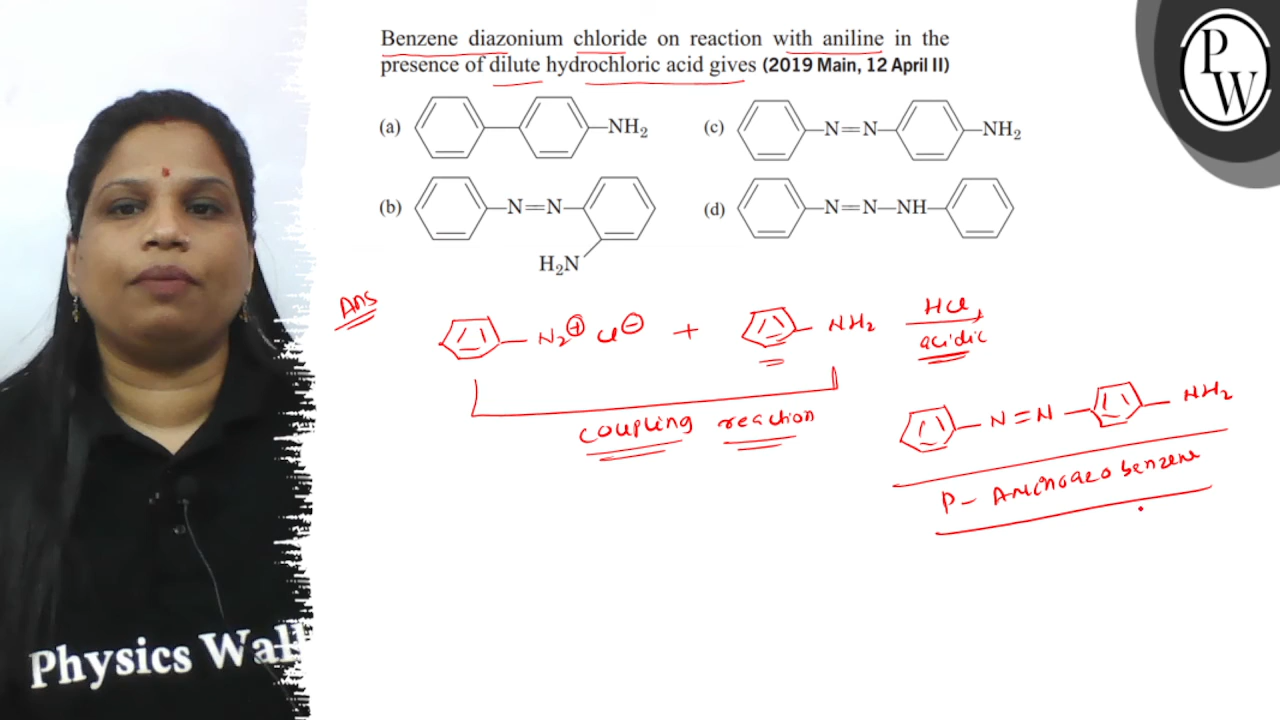 Benzene diazonium chloride on reaction with aniline in the
presence of dilute hydrochloric acid gives (2019 Main, 12 April II)
(a) NH2
(c) N=N NH2
(b) N=N
H2N
(d) N=N—NH
PW
Ans
N2⊕ Cl⊖ + NH2 HCl,
acidic
coupling reaction
N=N NH2
P- Aminoazobenzene
Physics Wall